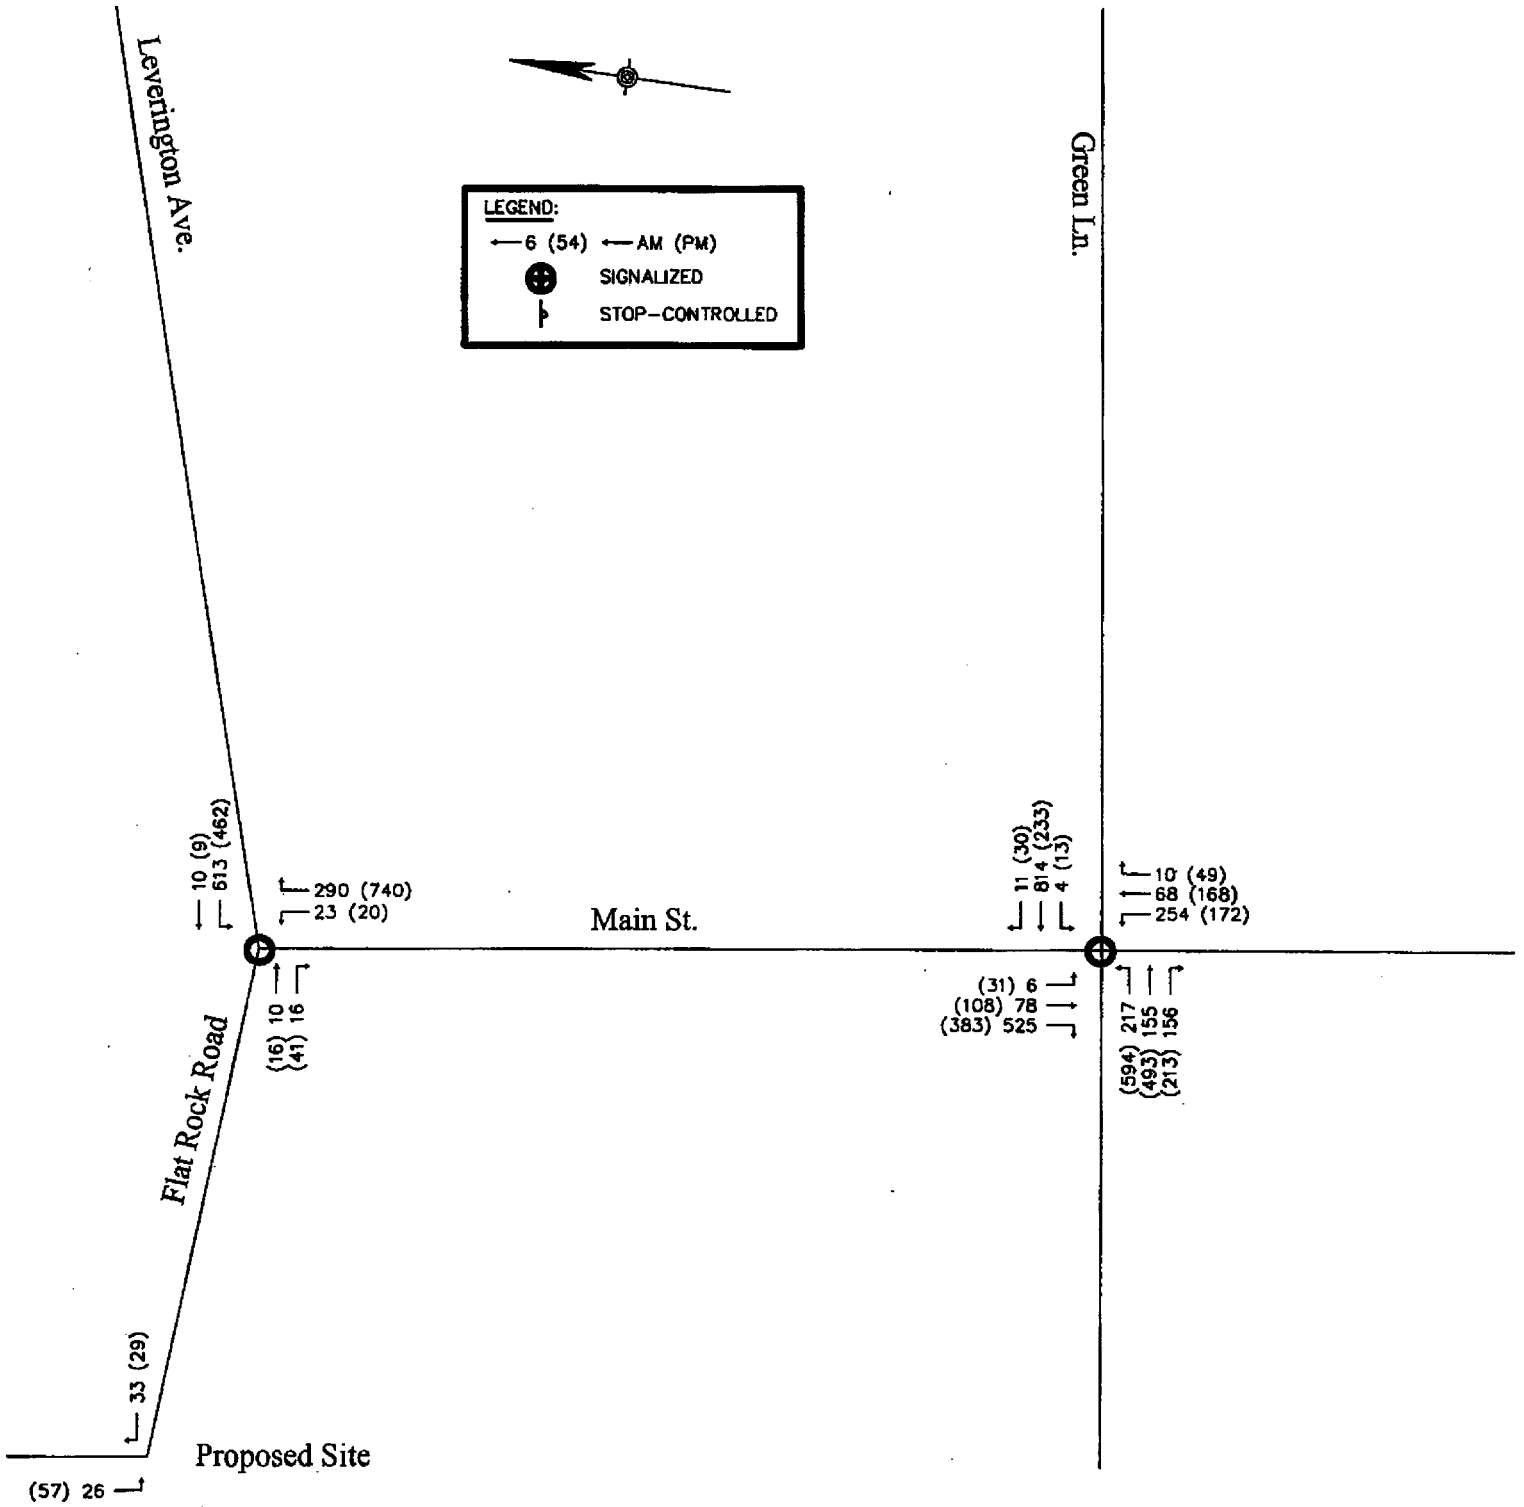 Leverington Ave.
Green Ln.
LEGEND:
6 (54) AM (PM)
SIGNALIZED
STOP-CONTROLLED
10 (9)
613 (462)
290 (740)
23 (20)
Main St.
11 (30)
814 (233)
4 (13)
10 (49)
68 (168)
254 (172)
(16) 10
(41) 16
(31) 6
(108) 78
(383) 525
(594) 217
(493) 155
(213) 156
Flat Rock Road
33 (29)
Proposed Site
(57) 26